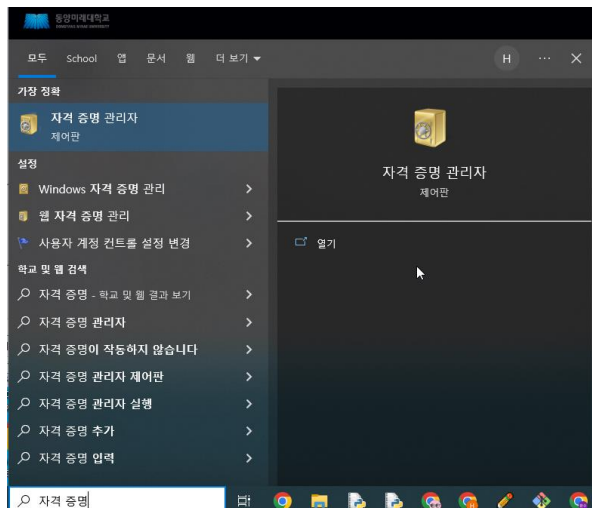 동양미래대학교
모두 School 앱 문서 웹 더 보기 H ...
가장 정확
자격 증명 관리자
제어판
설정
Windows 자격 증명 관리
웹 자격 증명 관리
사용자 계정 컨트롤 설정 변경
학교 및 웹 검색
자격 증명 - 학교 및 웹 결과 보기
자격 증명 관리자
자격 증명이 작동하지 않습니다
자격 증명 관리자 제어판
자격 증명 관리자 실행
자격 증명 추가
자격 증명 입력
자격 증명
자격 증명 관리자
제어판
열기